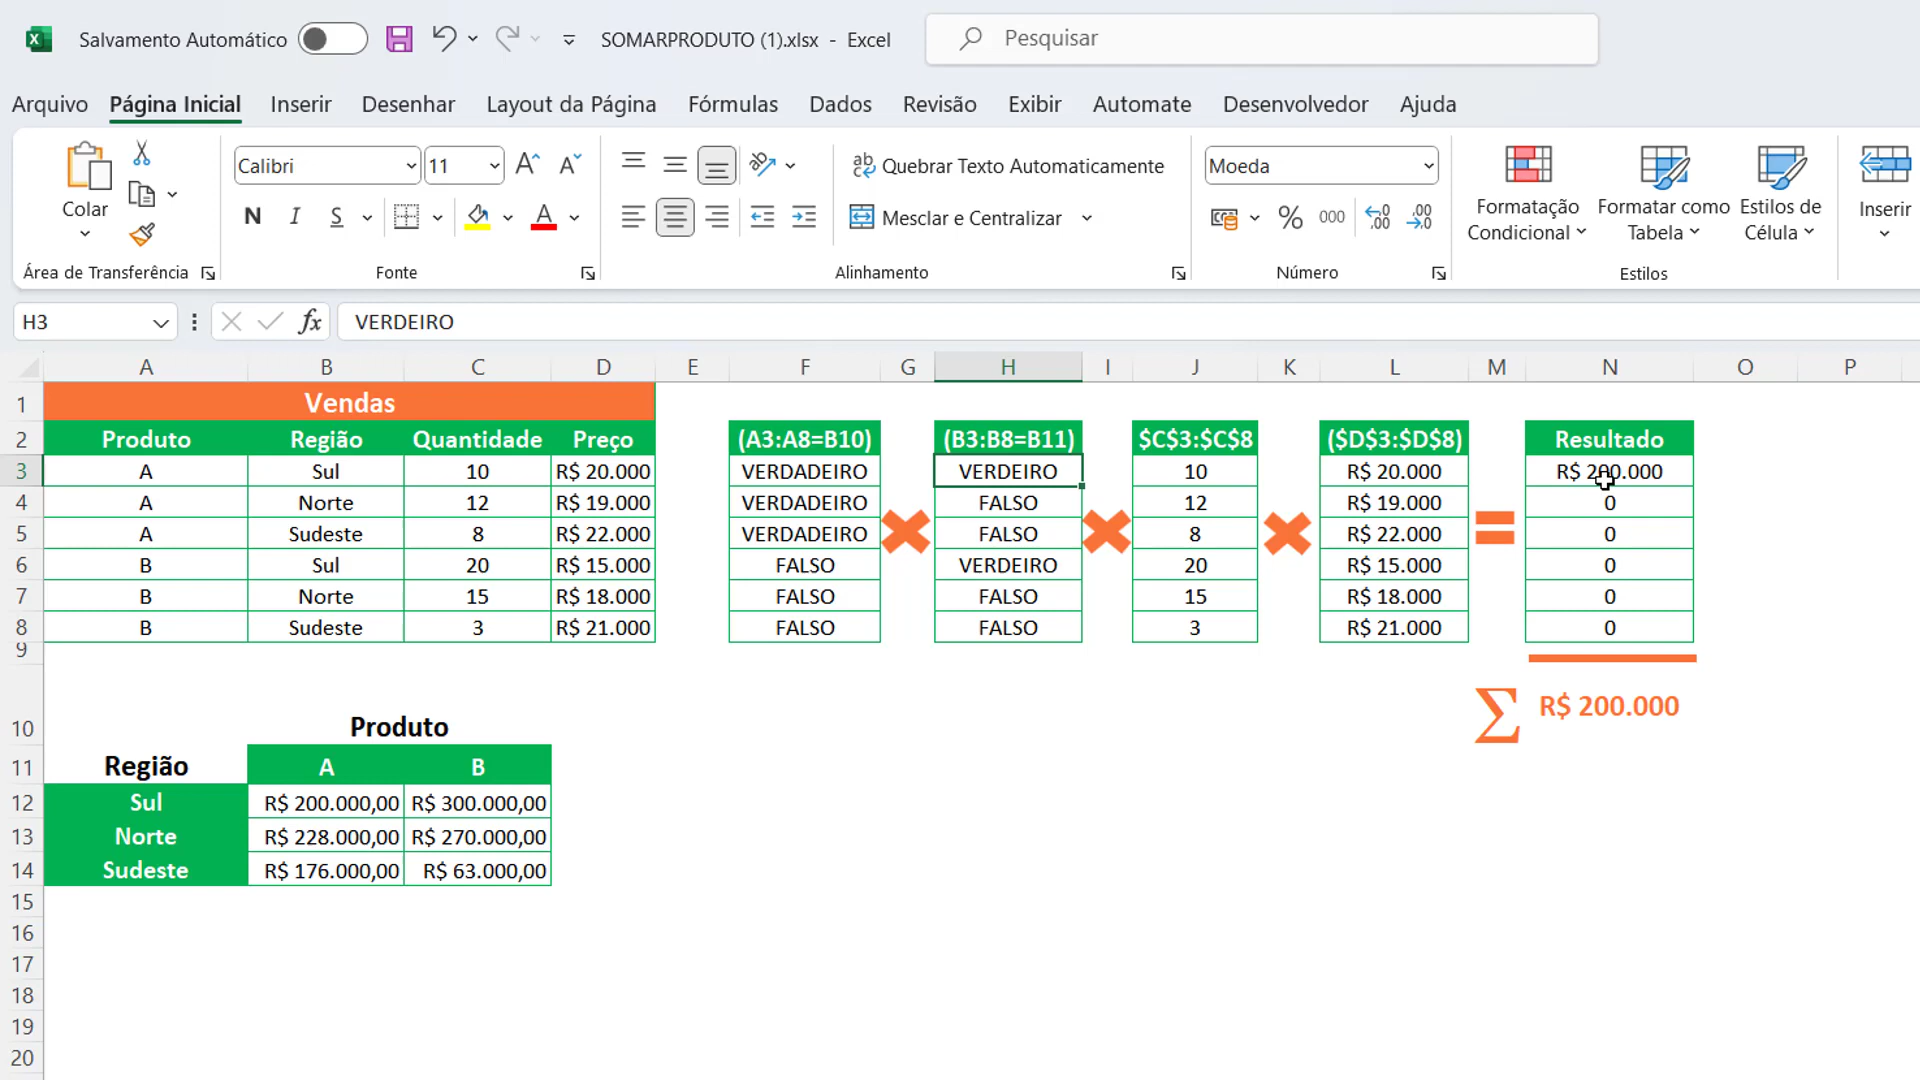 Salvamento Automático SOMARPRODUTO (1).xlsx - Excel Pesquisar
Arquivo Página Inicial Inserir Desenhar Layout da Página Fórmulas Dados Revisão Exibir Automate Desenvolvedor Ajuda
Colar
Área de Transferência
Calibri 11
N I S A
Fonte
Quebrar Texto Automaticamente
Mesclar e Centralizar
Alinhamento
Moeda
% 000
Número
Formatação Condicional
Formatar como Tabela
Estilos de Célula
Estilos
Inserir
H3 fx VERDEIRO
A B C D E F G H I J K L M N O P
1 Vendas
2 Produto Região Quantidade Preço (A3:A8=B10) (B3:B8=B11) $C$3:$C$8 ($D$3:$D$8) Resultado
3 A Sul 10 R$ 20.000 VERDADEIRO VERDEIRO 10 R$ 20.000 R$ 200.000
4 A Norte 12 R$ 19.000 VERDADEIRO FALSO 12 R$ 19.000 0
5 A Sudeste 8 R$ 22.000 VERDADEIRO FALSO 8 R$ 22.000 0
6 B Sul 20 R$ 15.000 FALSO VERDEIRO 20 R$ 15.000 0
7 B Norte 15 R$ 18.000 FALSO FALSO 15 R$ 18.000 0
8 B Sudeste 3 R$ 21.000 FALSO FALSO 3 R$ 21.000 0
9
Σ R$ 200.000
10 Produto
11 Região A B
12 Sul R$ 200.000,00 R$ 300.000,00
13 Norte R$ 228.000,00 R$ 270.000,00
14 Sudeste R$ 176.000,00 R$ 63.000,00
15
16
17
18
19
20